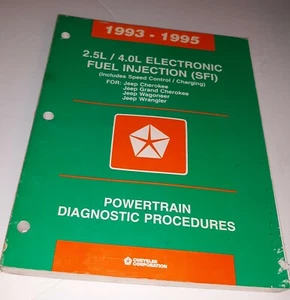 1993 - 1995
2.5L / 4.0L ELECTRONIC
FUEL INJECTION (SFI)
(Includes Speed Control / Charging)
FOR: Jeep Cherokee
Jeep Grand Cherokee
Jeep Wagoneer
Jeep Wrangler
POWERTRAIN
DIAGNOSTIC PROCEDURES
CHRYSLER
CORPORATION